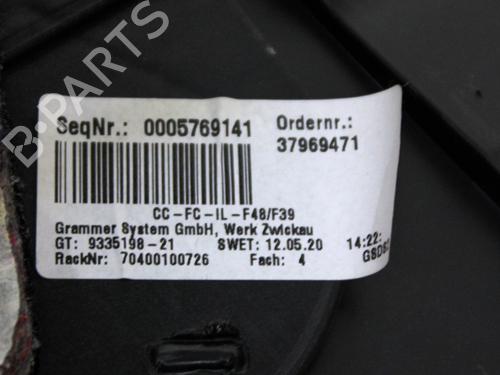 SeqNr.: 0005769141 Ordernr.:
37969471
CC-FC-IL-F48/F39
Grammer System GmbH, Werk Zwickau
GT: 9335198-21 SWET: 12.05.20 14:22:
RackNr: 70400100726 Fach: 4
B-PARTS